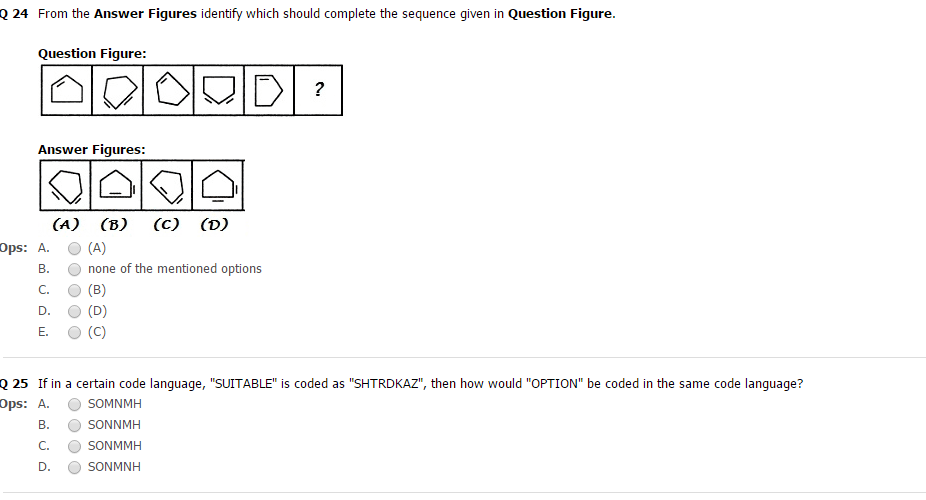 Q 24 From the Answer Figures identify which should complete the sequence given in Question Figure.
Question Figure:
?
Answer Figures:
(A) (B) (C) (D)
Ops: A. (A)
B. none of the mentioned options
C. (B)
D. (D)
E. (C)
Q 25 If in a certain code language, "SUITABLE" is coded as "SHTRDKAZ", then how would "OPTION" be coded in the same code language?
Ops: A. SOMNMH
B. SONNMH
C. SONMMH
D. SONMNH